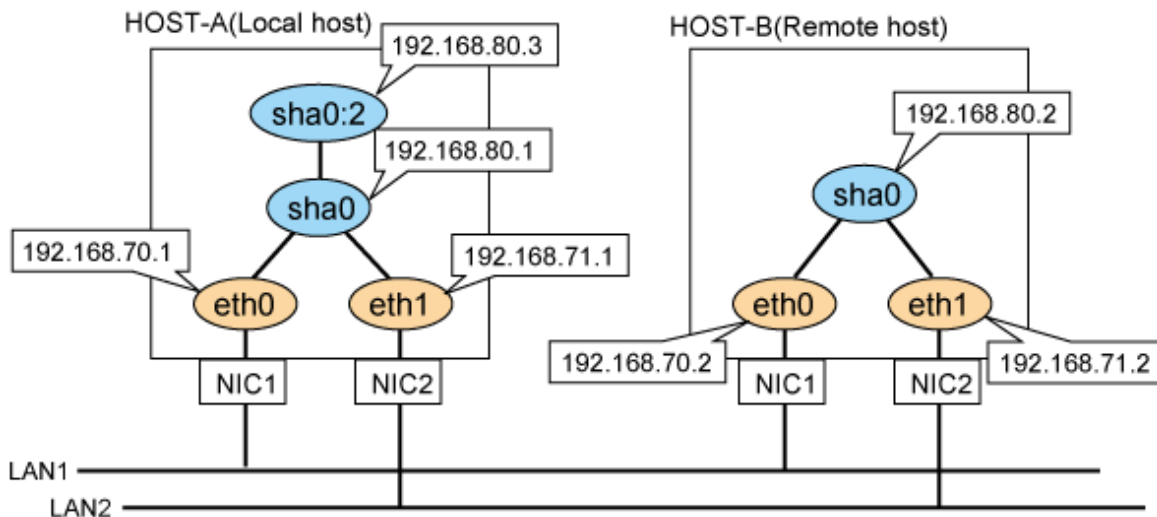 HOST-A(Local host)
192.168.80.3
sha0:2
192.168.80.1
sha0
192.168.70.1
192.168.71.1
eth0
eth1
NIC1
NIC2
HOST-B(Remote host)
192.168.80.2
sha0
eth0
eth1
192.168.70.2
192.168.71.2
NIC1
NIC2
LAN1
LAN2